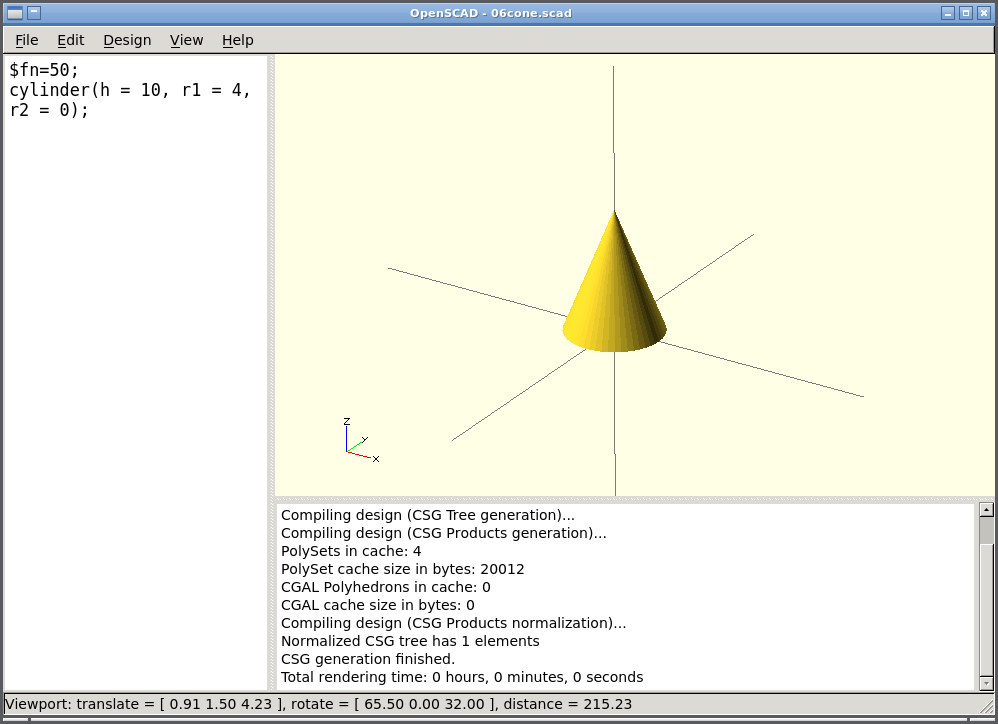 OpenSCAD - 06cone.scad
File Edit Design View Help
$fn=50;
cylinder(h = 10, r1 = 4,
r2 = 0);
Z
Y
X
Compiling design (CSG Tree generation)...
Compiling design (CSG Products generation)...
PolySets in cache: 4
PolySet cache size in bytes: 20012
CGAL Polyhedrons in cache: 0
CGAL cache size in bytes: 0
Compiling design (CSG Products normalization)...
Normalized CSG tree has 1 elements
CSG generation finished.
Total rendering time: 0 hours, 0 minutes, 0 seconds
Viewport: translate = [ 0.91 1.50 4.23 ], rotate = [ 65.50 0.00 32.00 ], distance = 215.23